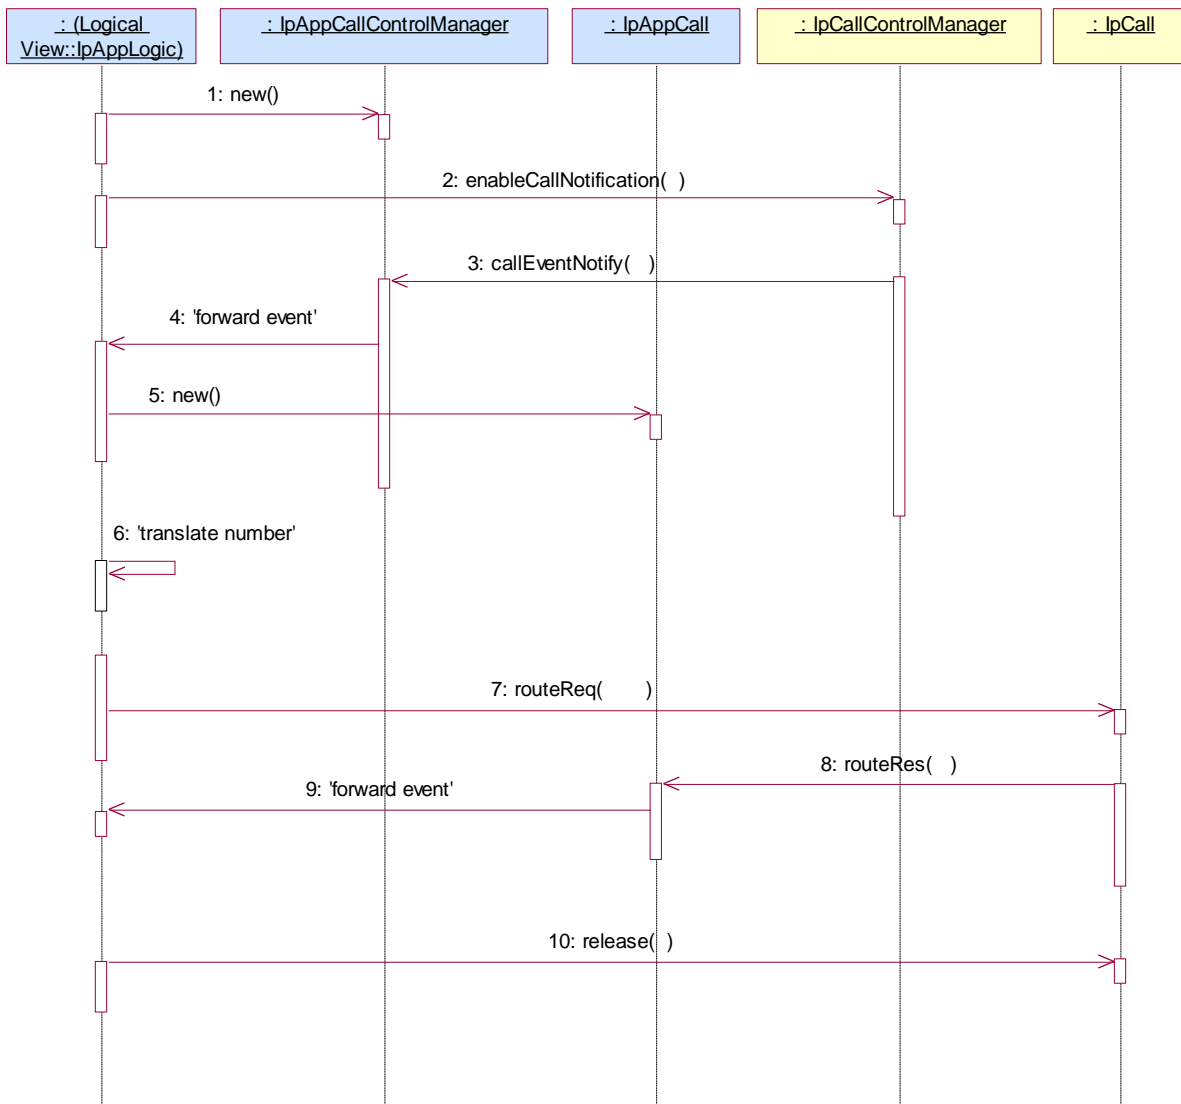 : (Logical
View::IpAppLogic)
: IpAppCallControlManager
: IpAppCall
: IpCallControlManager
: IpCall
1: new()
2: enableCallNotification( )
3: callEventNotify( )
4: 'forward event'
5: new()
6: 'translate number'
7: routeReq( )
8: routeRes( )
9: 'forward event'
10: release( )